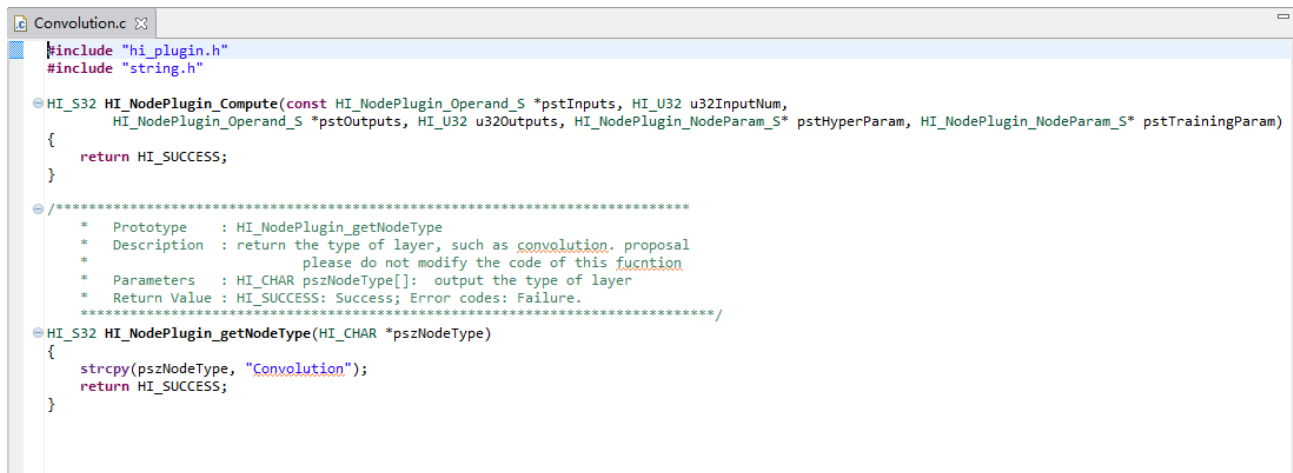 Convolution.c
#include "hi_plugin.h"
#include "string.h"
HI_S32 HI_NodePlugin_Compute(const HI_NodePlugin_Operand_S *pstInputs, HI_U32 u32InputNum,
HI_NodePlugin_Operand_S *pstOutputs, HI_U32 u32Outputs, HI_NodePlugin_NodeParam_S* pstHyperParam, HI_NodePlugin_NodeParam_S* pstTrainingParam)
{
return HI_SUCCESS;
}
/*****************************************************************************
* Prototype : HI_NodePlugin_getNodeType
* Description : return the type of layer, such as convolution. proposal
* please do not modify the code of this fucntion
* Parameters : HI_CHAR pszNodeType[]: output the type of layer
* Return Value : HI_SUCCESS: Success; Error codes: Failure.
*****************************************************************************/
HI_S32 HI_NodePlugin_getNodeType(HI_CHAR *pszNodeType)
{
strcpy(pszNodeType, "Convolution");
return HI_SUCCESS;
}